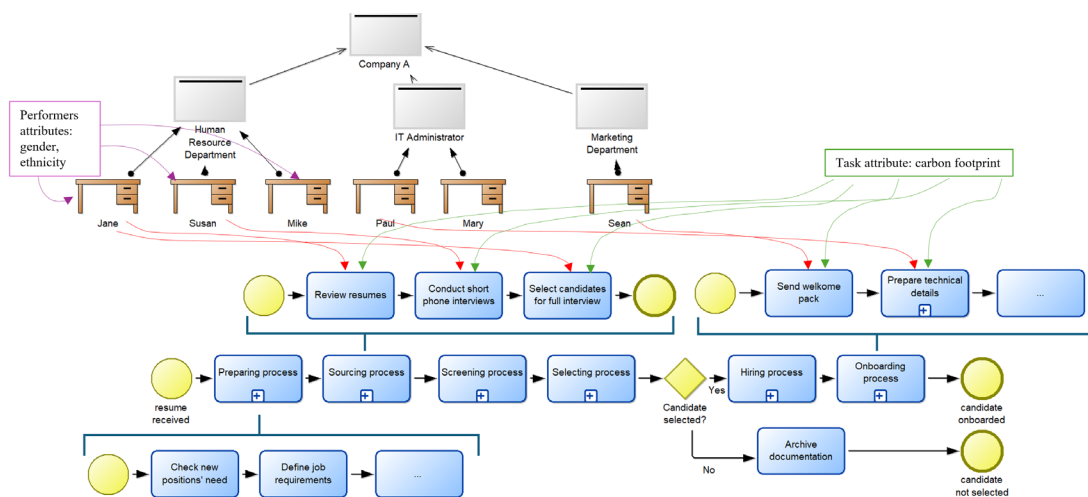 Company A
Performers
attributes:
gender,
ethnicity
Human
Resource
Department
IT Administrator
Marketing
Department
Task attribute: carbon footprint
Jane
Susan
Mike
Paul
Mary
Sean
Review resumes
Conduct short
phone interviews
Select candidates
for full interview
Send welkome
pack
Prepare technical
details
...
Preparing process
Sourcing process
Screening process
Selecting process
Hiring process
Onboarding
process
resume
received
Candidate
selected?
Yes
candidate
onboarded
No
Archive
documentation
candidate
not selected
Check new
positions' need
Define job
requirements
...